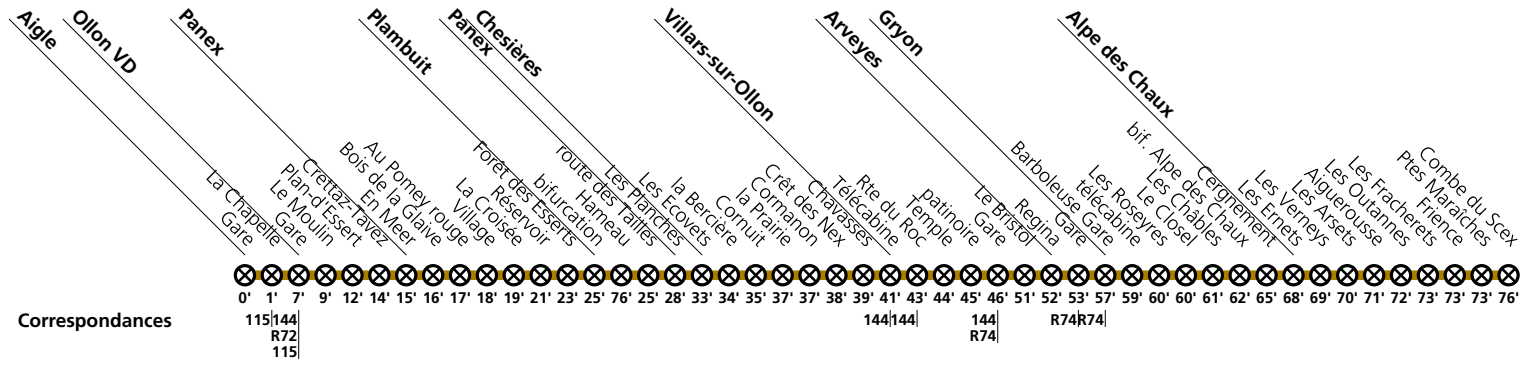 Aigle
Ollon VD
Panex
Plambuit
Panex
Chesières
Villars-sur-Ollon
Arveyes
Gryon
Alpe des Chaux
Gare
La Chapelle
Gare
Le Moulin
Plan-d'Essert
Crettaz-Tavez
En Meer
Bois de la Glaive
Au Pomey rouge
Village
La Croisée
Réservoir
Forêt des Esserts
bifurcation
Hameau
route des Tailles
Les Planches
Les Ecovets
la Bercière
Cornuit
la Prairie
Cormanon
Crêt des Nex
Chavasses
Télécabine
Rte du Roc
Temple
patinoire
Gare
Le Bristol
Regina
Gare
Barboleuse Gare
télécabine
Les Roseyres
Le Closel
Les Châbles
bif. Alpe des Chaux
Cergnement
Les Ernets
Les Verneys
Les Arsets
Aiguerousse
Les Outannes
Les Fracherets
Frience
Ptes Maraîches
Combe du Scex
0' 1' 7' 9' 12' 14' 15' 16' 17' 18' 19' 21' 23' 25' 76' 25' 28' 33' 34' 35' 37' 37' 38' 39' 41' 43' 44' 45' 46' 51' 52' 53' 57' 59' 60' 60' 61' 62' 65' 68' 69' 70' 71' 72' 73' 73' 73' 76'
Correspondances 115 144 144 144 144 R74 R74
R72 R74
115